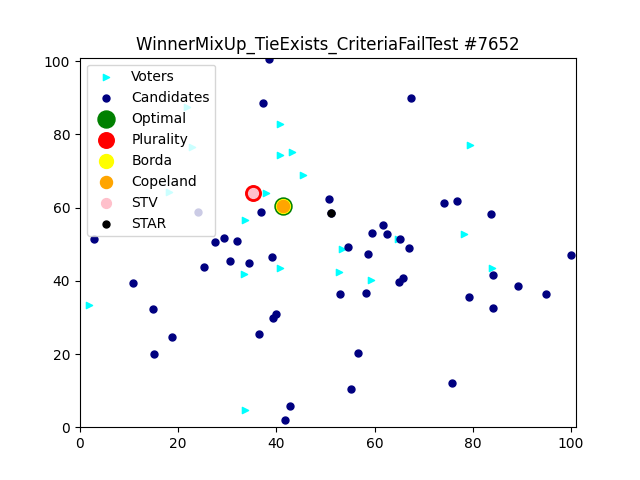 WinnerMixUp_TieExists_CriteriaFailTest #7652
100
80
60
40
20
0
Voters
Candidates
Optimal
Plurality
Borda
Copeland
STV
STAR
0 20 40 60 80 100